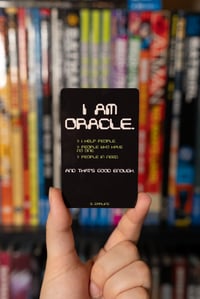 I AM
ORACLE.
> I HELP PEOPLE.
> PEOPLE WHO HAVE
NO ONE.
> PEOPLE IN NEED.
AND THAT'S GOOD ENOUGH.